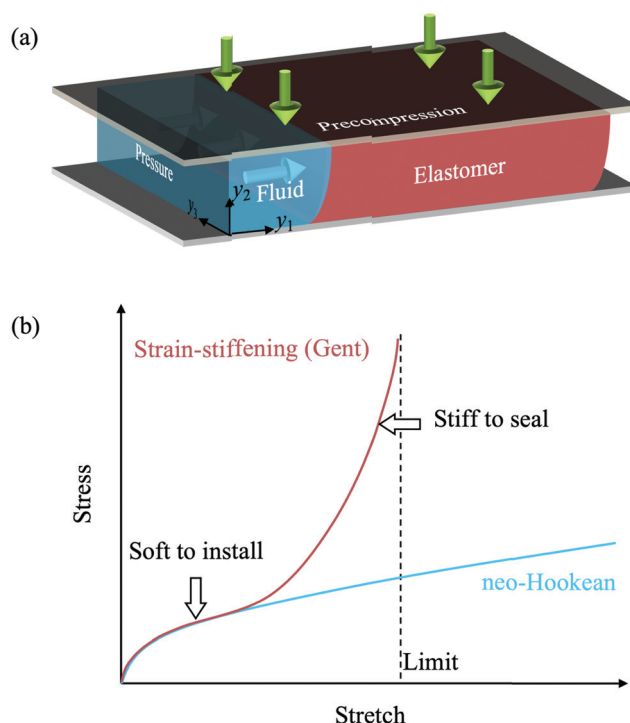 (a)
Precompression
Pressure
Fluid
Elastomer
y₂
y₃
y₁
(b)
Strain-stiffening (Gent)
Stiff to seal
Stress
Soft to install
neo-Hookean
Limit
Stretch